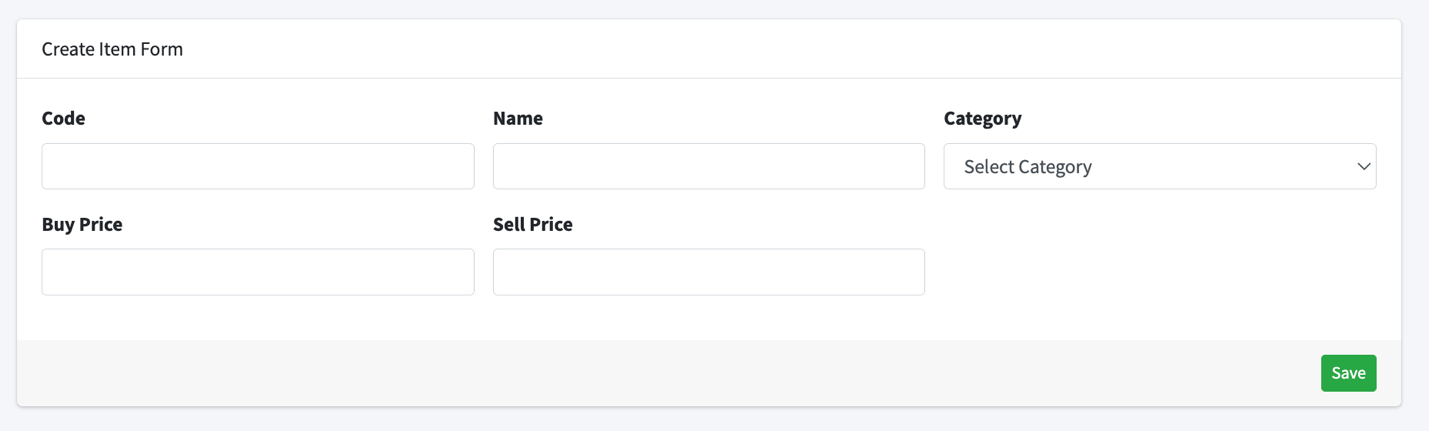 Create Item Form
Code Name Category
Select Category
Buy Price Sell Price
Save